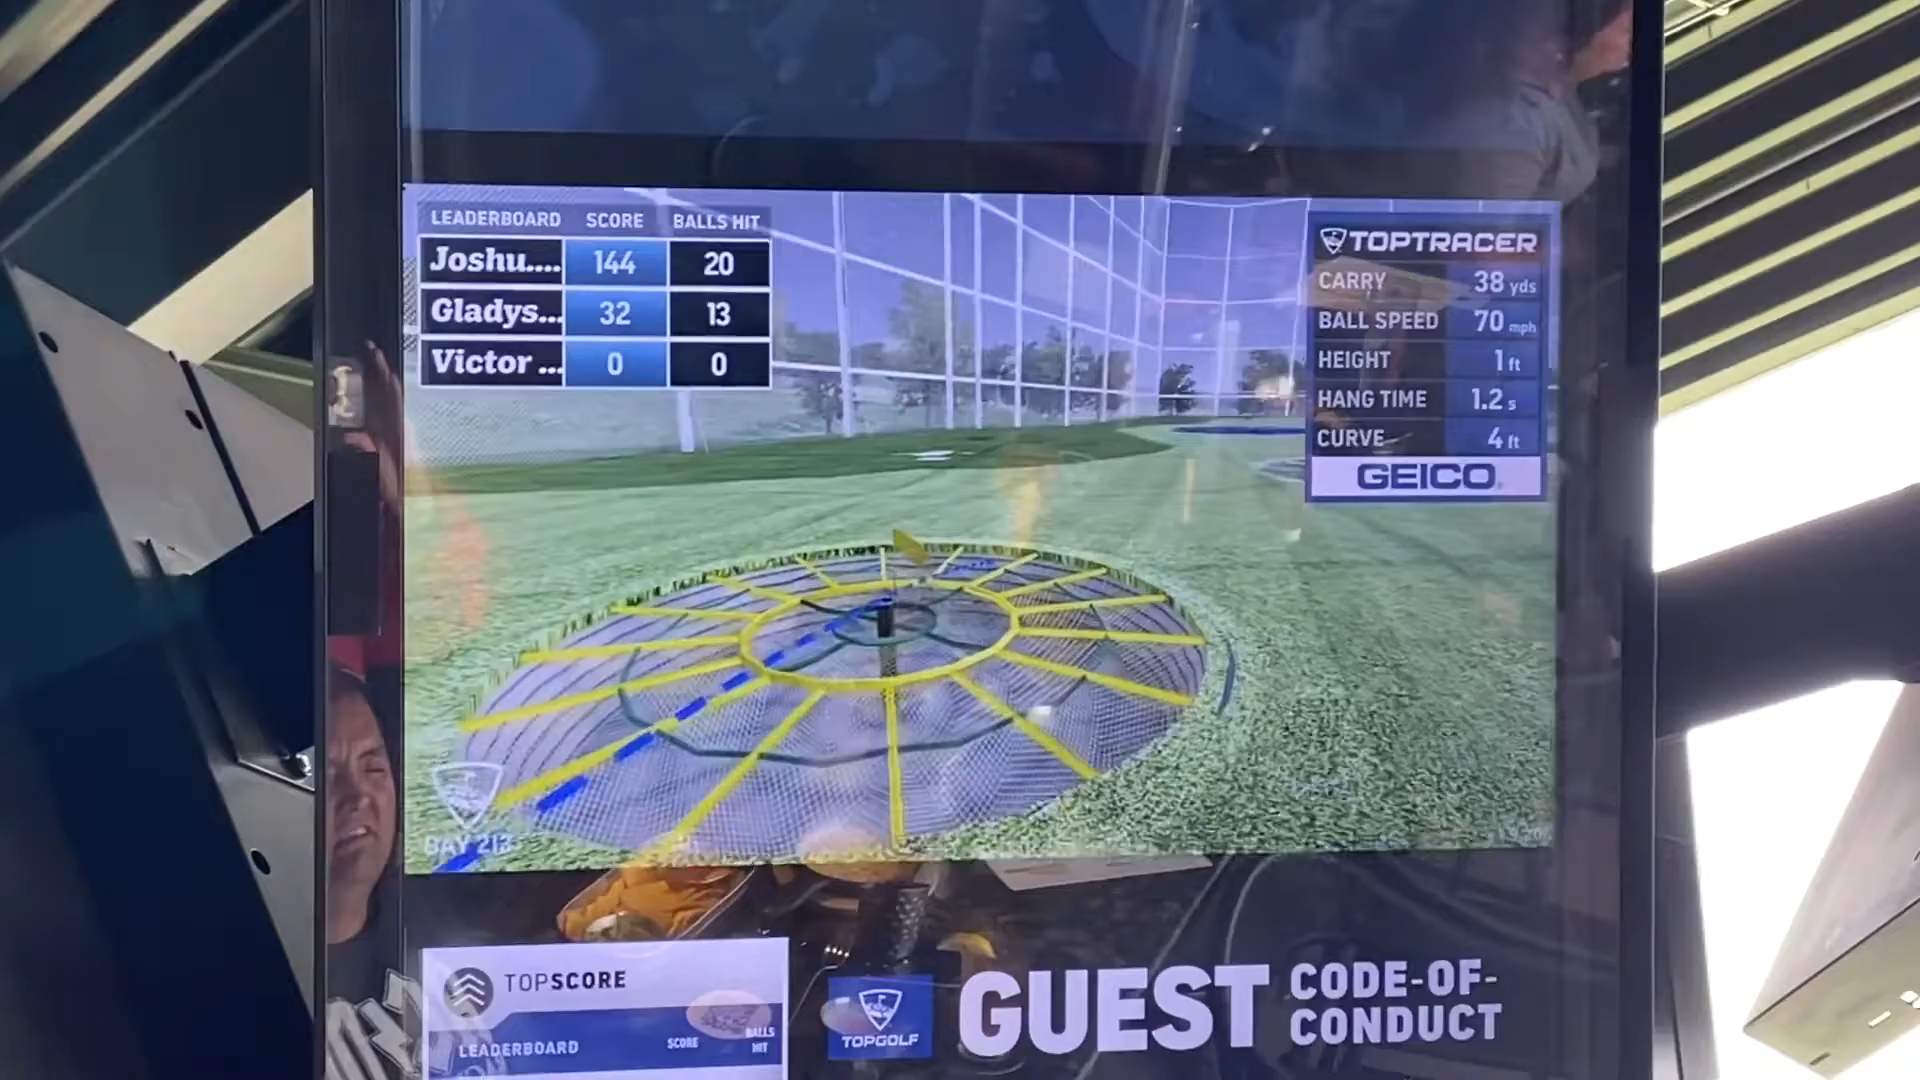 LEADERBOARD SCORE BALLS HIT
Joshu.... 144 20
Gladys... 32 13
Victor ... 0 0
TOPTRACER
CARRY 38 yds
BALL SPEED 70 mph
HEIGHT 1 ft
HANG TIME 1.2 s
CURVE 4 ft
GEICO
BAY 213
TOPSCORE
LEADERBOARD SCORE BALLS HIT
TOPGOLF
GUEST CODE-OF-
CONDUCT